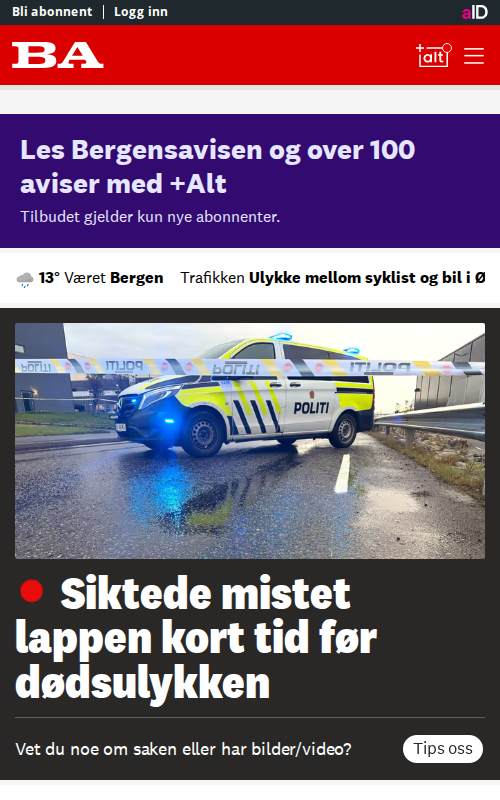 Bli abonnent | Logg inn
aID
BA
+alt
Les Bergensavisen og over 100
aviser med +Alt
Tilbudet gjelder kun nye abonnenter.
13° Været Bergen Trafikken Ulykke mellom syklist og bil i Ø
POLITI POLITI POLITI
POLITI
Siktede mistet
lappen kort tid før
dødsulykken
Vet du noe om saken eller har bilder/video? Tips oss